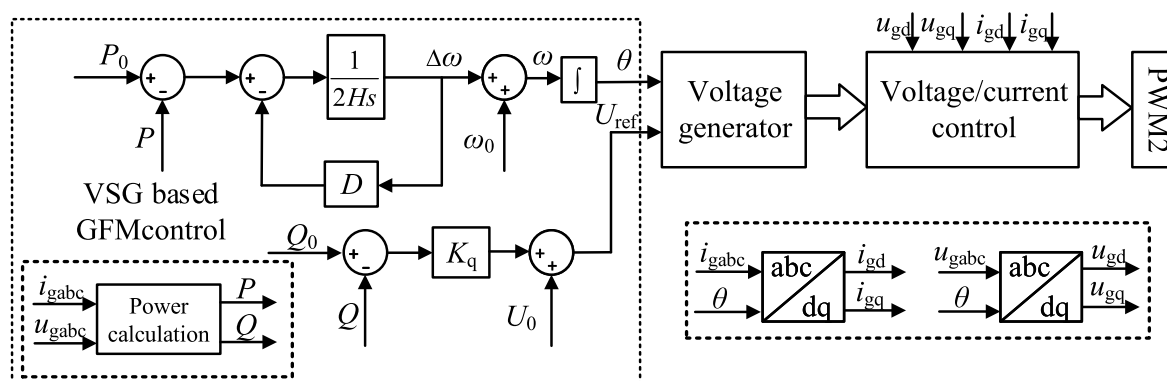 P0
+
-
P
+
-
1
2Hs
Δω
+
+
ω0
ω
∫
θ
Uref
D
VSG based
GFMcontrol
Q0
+
-
Q
Kq
+
+
U0
igabc
ugabc
Power
calculation
P
Q
Voltage
generator
ugd ugq igd igq
Voltage/current
control
PWM2
igabc
θ
abc
dq
igd
igq
ugabc
θ
abc
dq
ugd
ugq